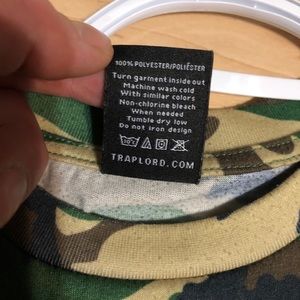 100% POLYESTER/POLIÉSTER
Turn garment inside out
Machine wash cold
With similar colors
Non-chlorine bleach
When needed
Tumble dry low
Do not iron design
TRAPLORD.COM